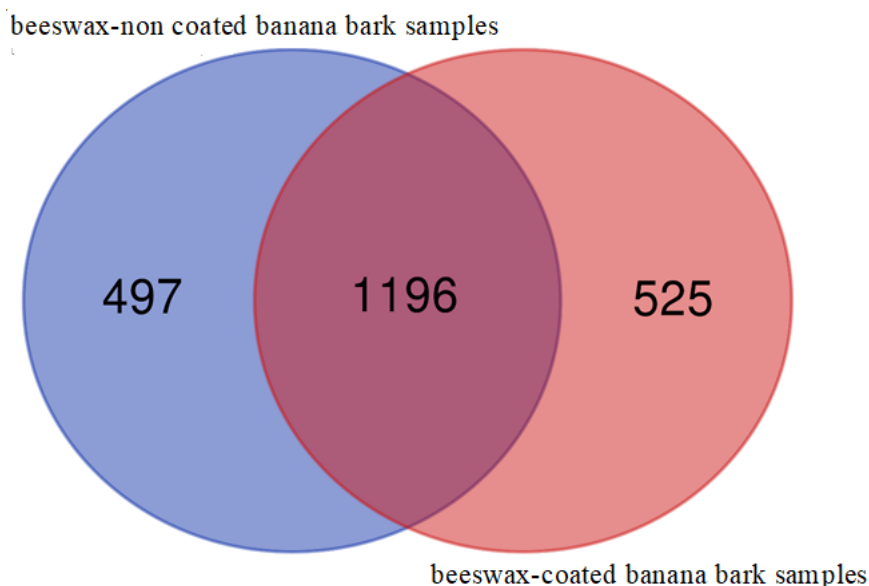 beeswax-non coated banana bark samples
497
1196
525
beeswax-coated banana bark samples